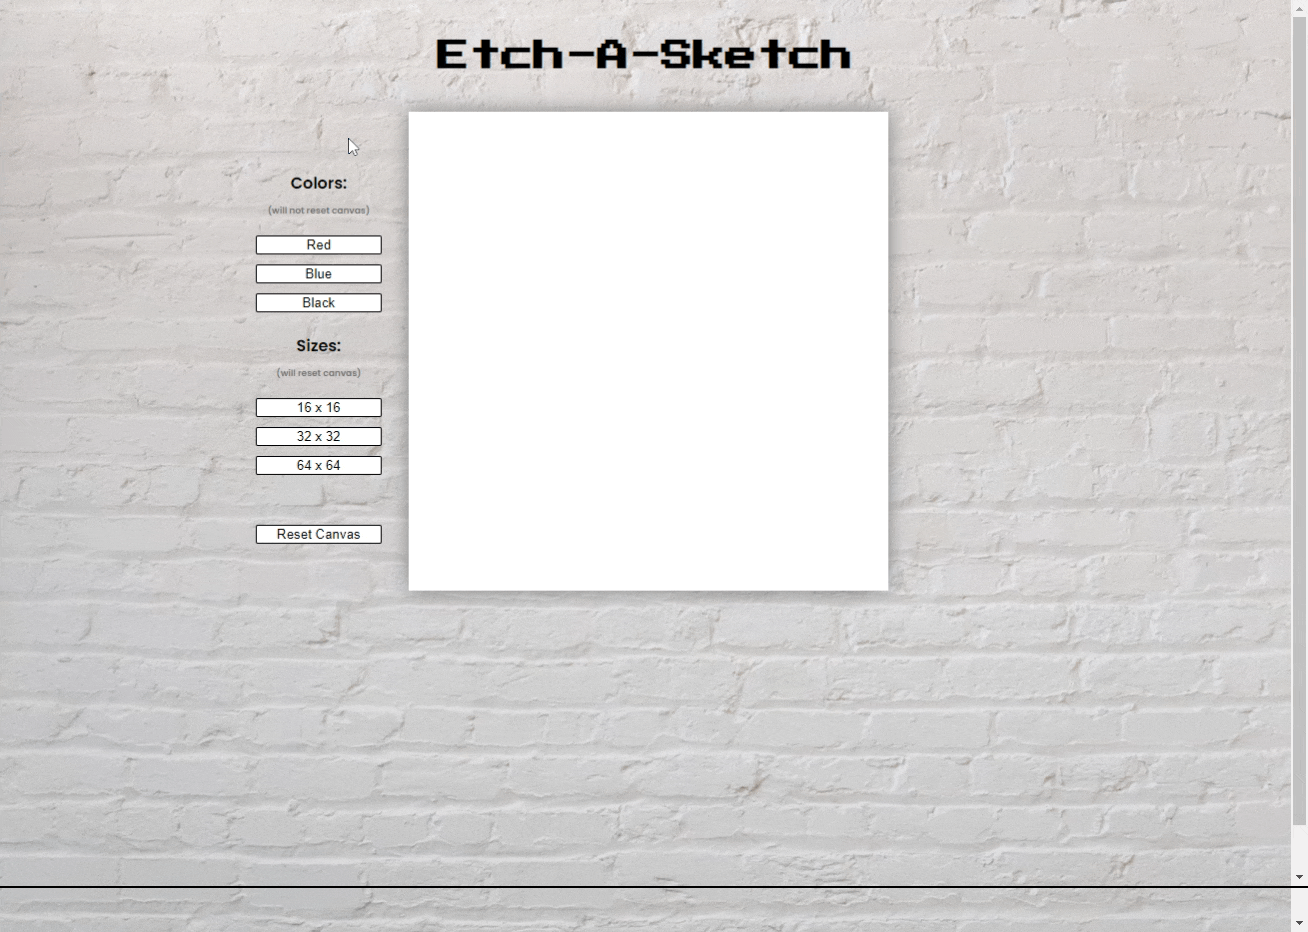 Etch-A-Sketch
Colors:
(will not reset canvas)
Red
Blue
Black
Sizes:
(will reset canvas)
16 x 16
32 x 32
64 x 64
Reset Canvas